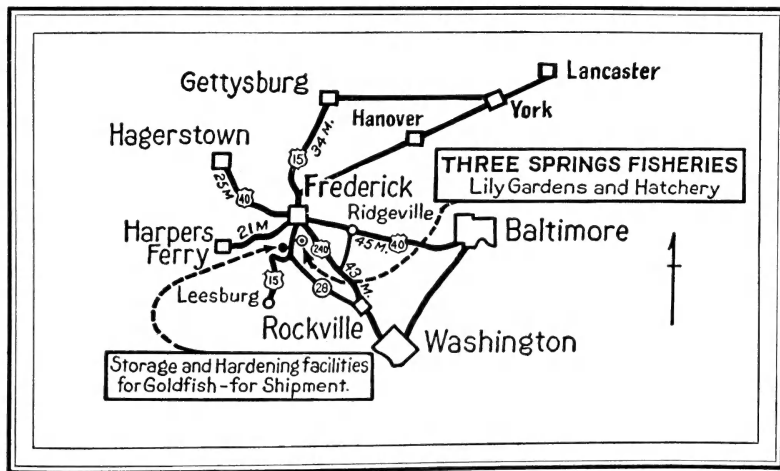 Lancaster
Gettysburg
York
Hanover
34 M.
15
Hagerstown
25 M
40
THREE SPRINGS FISHERIES
Lily Gardens and Hatchery
Frederick
Ridgeville
21 M
Harpers
Ferry
240
45 M.
40
Baltimore
43 M.
15
Leesburg
28
Rockville
Washington
Storage and Hardening facilities
for Goldfish-for Shipment.